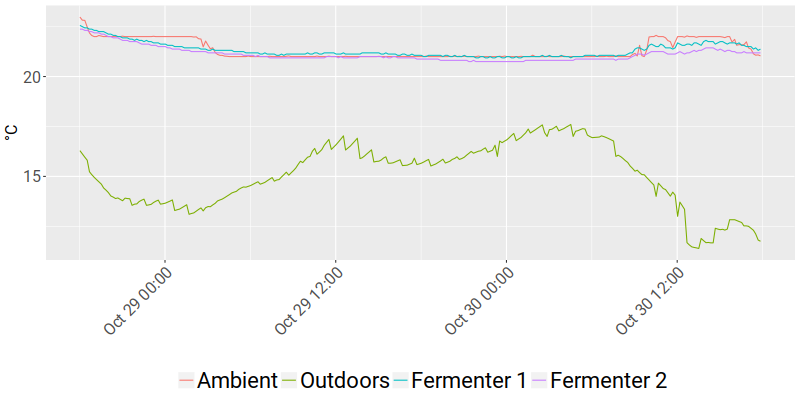 °C
20
15
Oct 29 00:00
Oct 29 12:00
Oct 30 00:00
Oct 30 12:00
Ambient Outdoors Fermenter 1 Fermenter 2